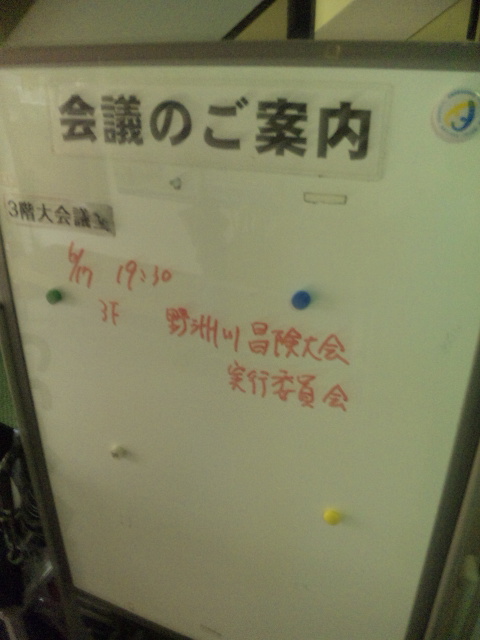 会議のご案内
3階大会議室
6/17 19:30
3F 野洲川冒険大会
実行委員会